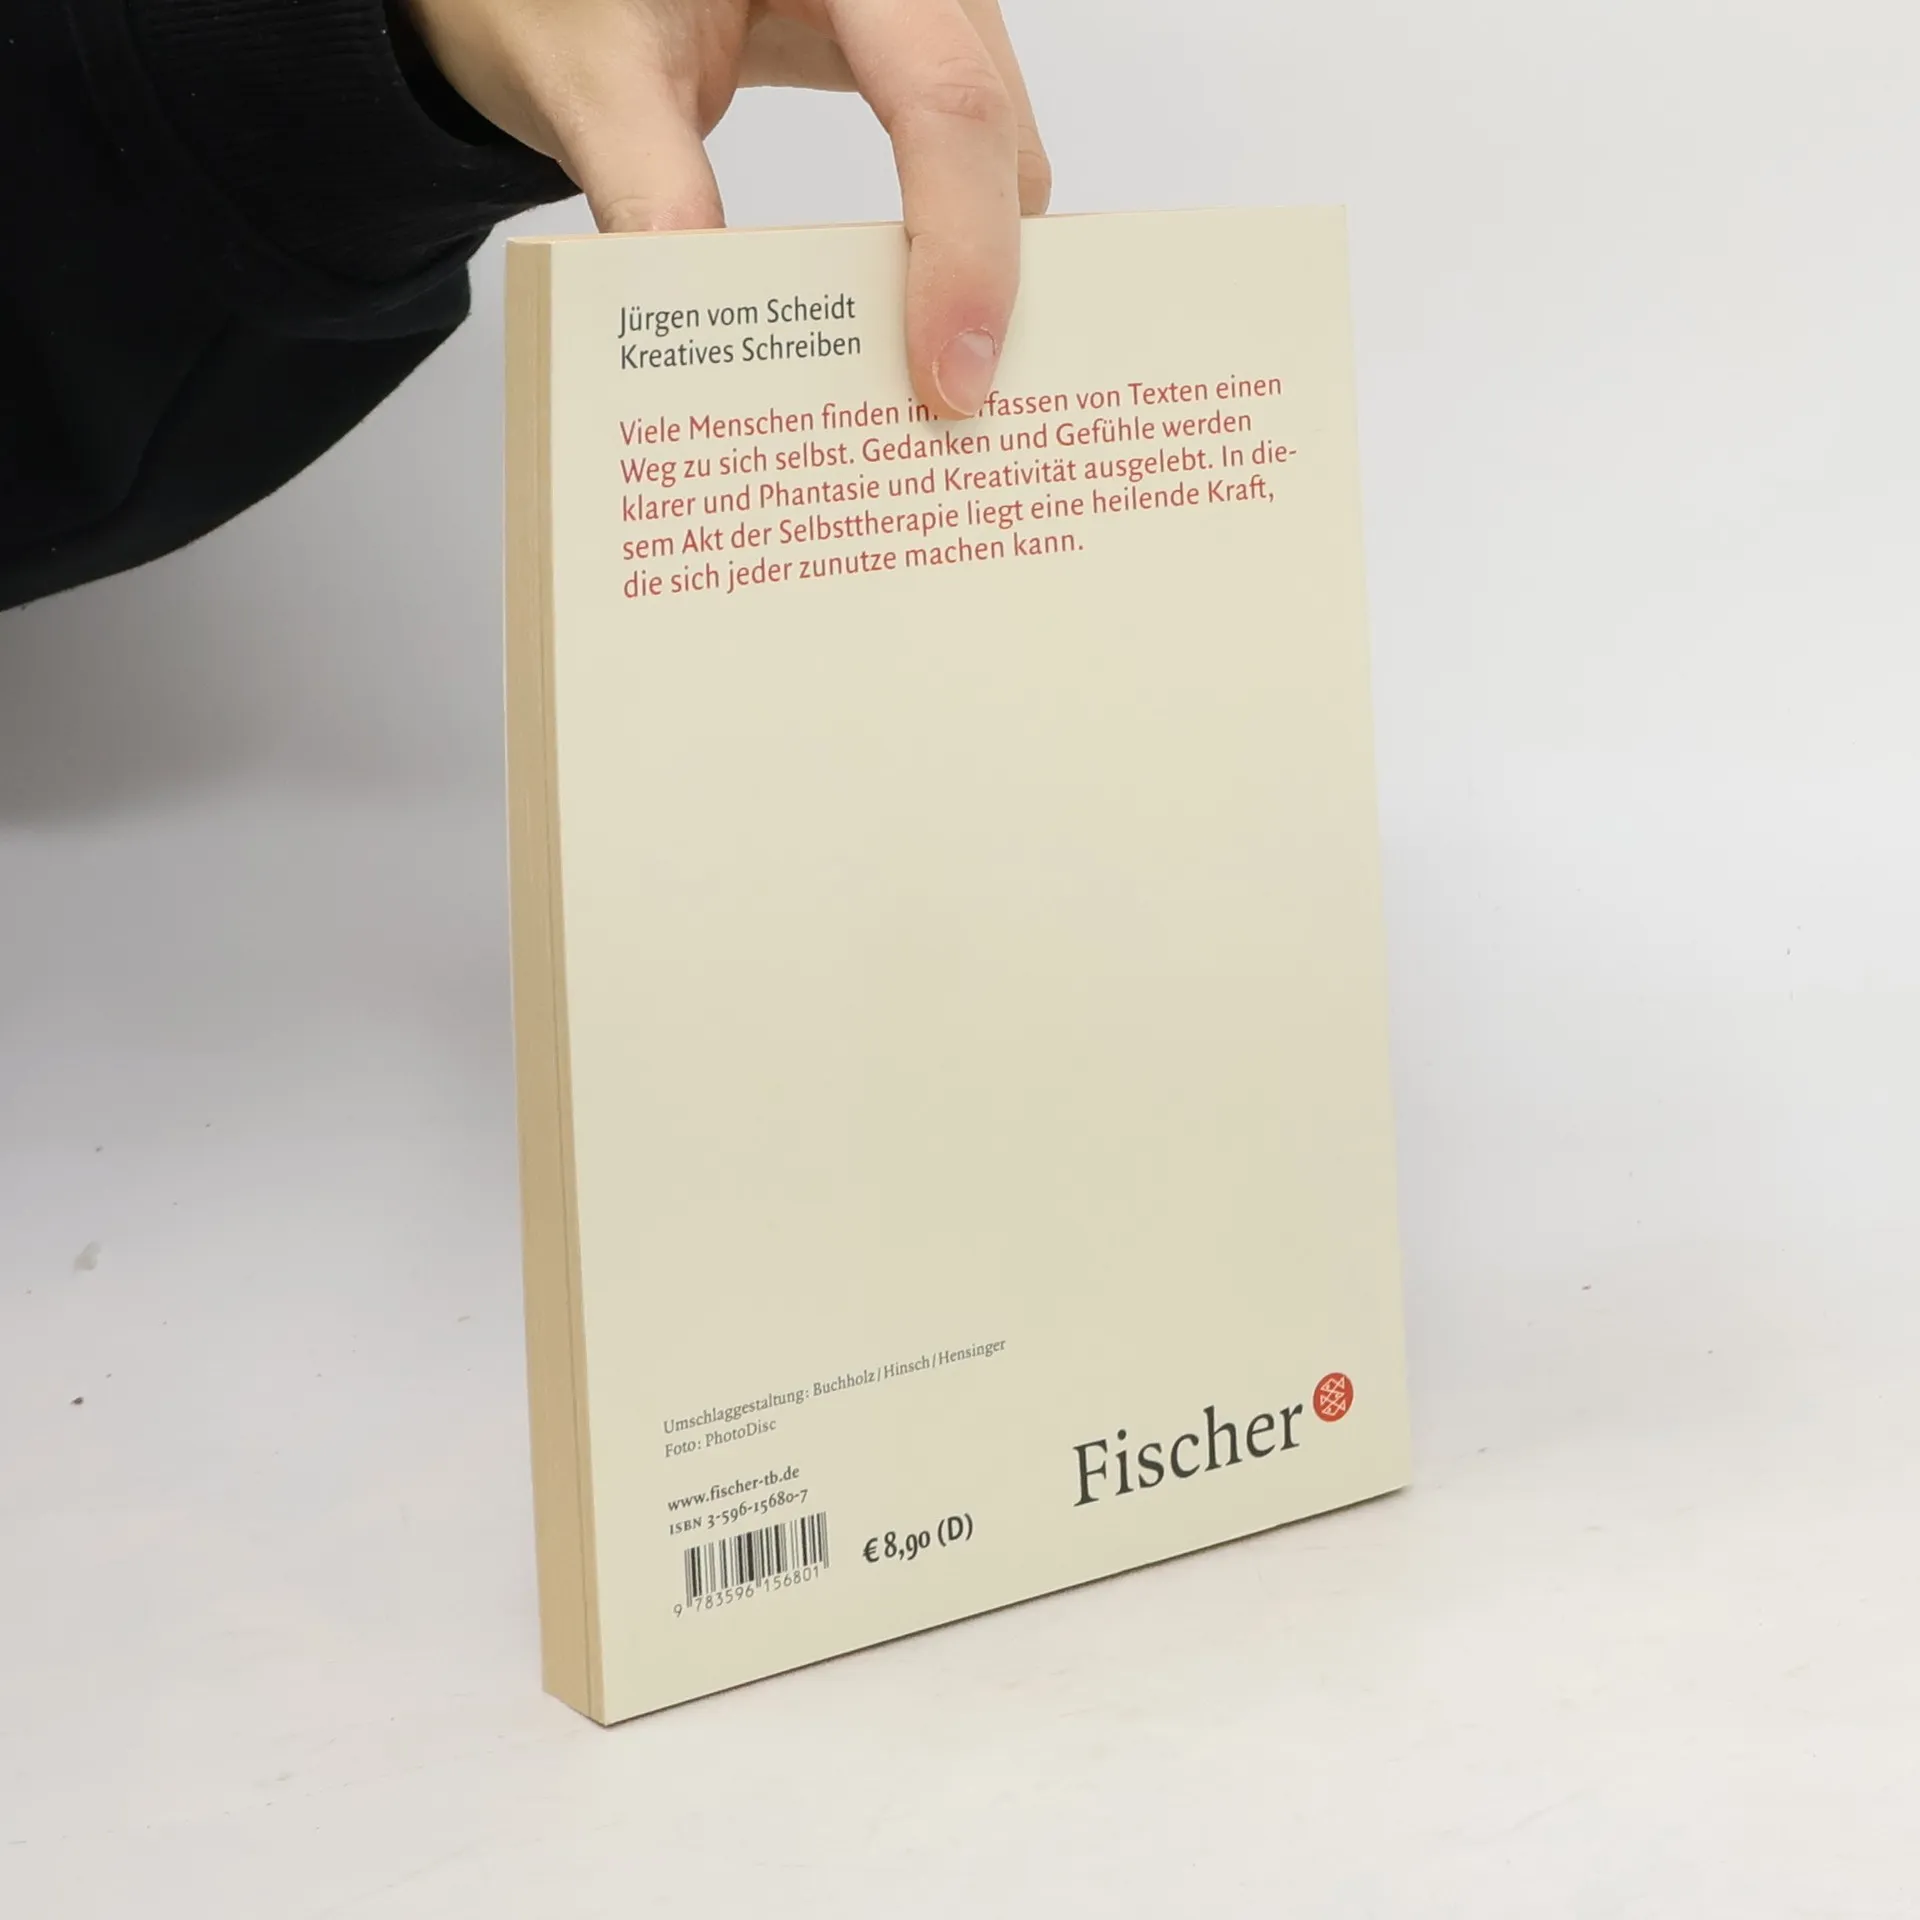 Jürgen vom Scheidt
Kreatives Schreiben
Viele Menschen finden von Texten einen
Weg zu sich selbst. Gedanken und Gefühle werden
klarer und Phantasie und Kreativität ausgelebt. In die-
sem Akt der Selbsttherapie liegt eine heilende Kraft,
die sich jeder zunutze machen kann.
Umschlaggestaltung: Buchholz / Hinsch / Hensinger
Foto: PhotoDisc
www.fischer-tb.de
ISBN 3-596-15680-7
9 783596 156801
€ 8,90 (D)
Fischer